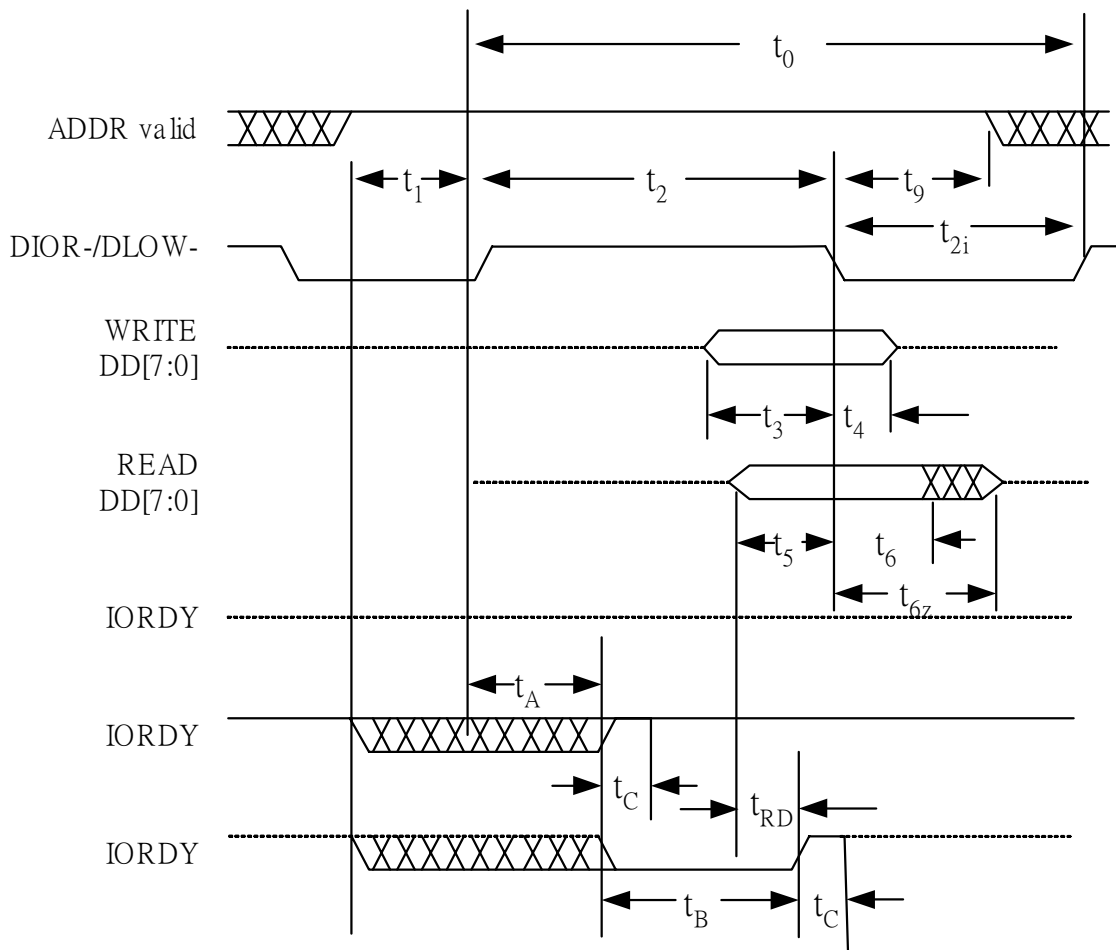 t0
ADDR valid
t1
t2
t9
DIOR-/DLOW-
t2i
WRITE
DD[7:0]
t3
t4
READ
DD[7:0]
t5
t6
t6z
IORDY
tA
IORDY
tC
tRD
IORDY
tB
tC